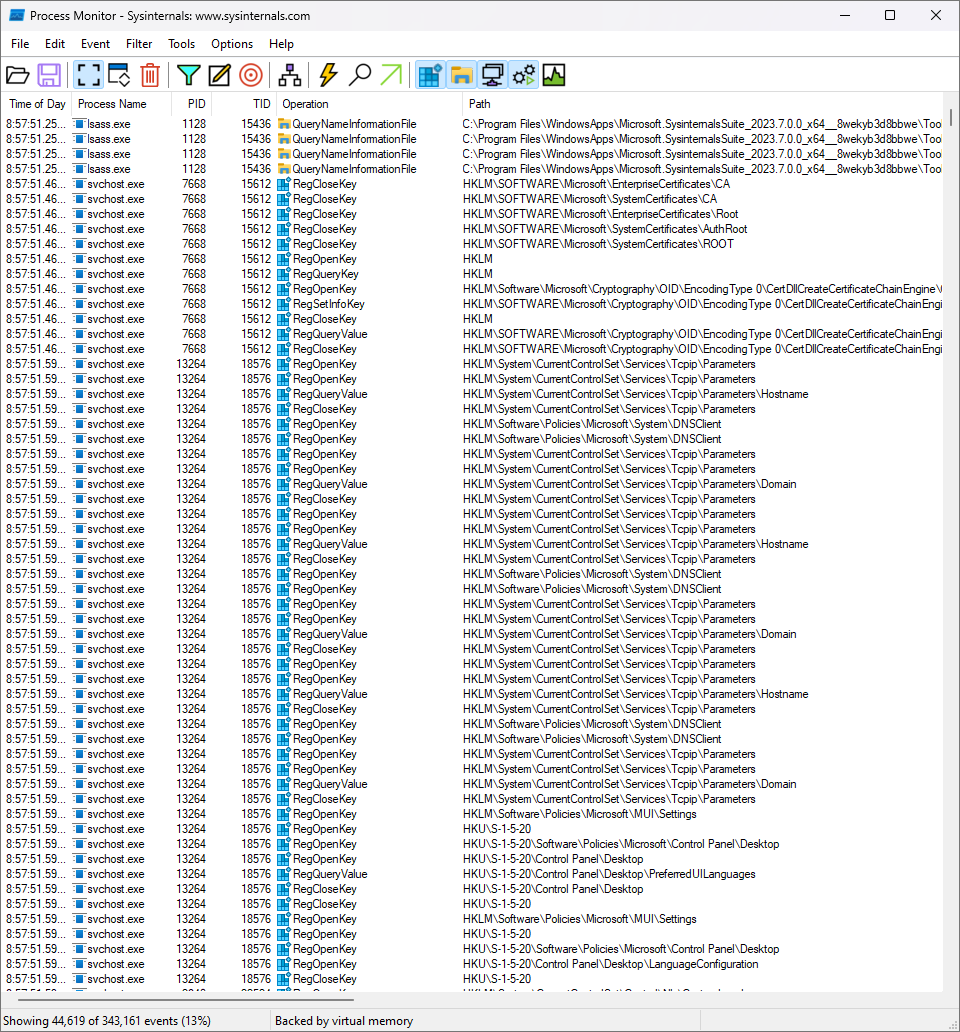 Process Monitor - Sysinternals: www.sysinternals.com
File Edit Event Filter Tools Options Help
Time of Day Process Name PID TID Operation Path
8:57:51.25... lsass.exe 1128 15436 QueryNameInformationFile C:\Program Files\WindowsApps\Microsoft.SysinternalsSuite_2023.7.0.0_x64__8wekyb3d8bbwe\Too
8:57:51.25... lsass.exe 1128 15436 QueryNameInformationFile C:\Program Files\WindowsApps\Microsoft.SysinternalsSuite_2023.7.0.0_x64__8wekyb3d8bbwe\Too
8:57:51.25... lsass.exe 1128 15436 QueryNameInformationFile C:\Program Files\WindowsApps\Microsoft.SysinternalsSuite_2023.7.0.0_x64__8wekyb3d8bbwe\Too
8:57:51.25... lsass.exe 1128 15436 QueryNameInformationFile C:\Program Files\WindowsApps\Microsoft.SysinternalsSuite_2023.7.0.0_x64__8wekyb3d8bbwe\Too
8:57:51.46... svchost.exe 7668 15612 RegCloseKey HKLM\SOFTWARE\Microsoft\EnterpriseCertificates\CA
8:57:51.46... svchost.exe 7668 15612 RegCloseKey HKLM\SOFTWARE\Microsoft\SystemCertificates\CA
8:57:51.46... svchost.exe 7668 15612 RegCloseKey HKLM\SOFTWARE\Microsoft\EnterpriseCertificates\Root
8:57:51.46... svchost.exe 7668 15612 RegCloseKey HKLM\SOFTWARE\Microsoft\SystemCertificates\AuthRoot
8:57:51.46... svchost.exe 7668 15612 RegCloseKey HKLM\SOFTWARE\Microsoft\SystemCertificates\ROOT
8:57:51.46... svchost.exe 7668 15612 RegOpenKey HKLM
8:57:51.46... svchost.exe 7668 15612 RegQueryKey HKLM
8:57:51.46... svchost.exe 7668 15612 RegOpenKey HKLM\Software\Microsoft\Cryptography\OID\EncodingType 0\CertDllCreateCertificateChainEngine\
8:57:51.46... svchost.exe 7668 15612 RegSetInfoKey HKLM\SOFTWARE\Microsoft\Cryptography\OID\EncodingType 0\CertDllCreateCertificateChainEngi
8:57:51.46... svchost.exe 7668 15612 RegCloseKey HKLM
8:57:51.46... svchost.exe 7668 15612 RegQueryValue HKLM\SOFTWARE\Microsoft\Cryptography\OID\EncodingType 0\CertDllCreateCertificateChainEngi
8:57:51.46... svchost.exe 7668 15612 RegCloseKey HKLM\SOFTWARE\Microsoft\Cryptography\OID\EncodingType 0\CertDllCreateCertificateChainEngi
8:57:51.59... svchost.exe 13264 18576 RegOpenKey HKLM\System\CurrentControlSet\Services\Tcpip\Parameters
8:57:51.59... svchost.exe 13264 18576 RegOpenKey HKLM\System\CurrentControlSet\Services\Tcpip\Parameters
8:57:51.59... svchost.exe 13264 18576 RegQueryValue HKLM\System\CurrentControlSet\Services\Tcpip\Parameters\Hostname
8:57:51.59... svchost.exe 13264 18576 RegCloseKey HKLM\System\CurrentControlSet\Services\Tcpip\Parameters
8:57:51.59... svchost.exe 13264 18576 RegOpenKey HKLM\Software\Policies\Microsoft\System\DNSClient
8:57:51.59... svchost.exe 13264 18576 RegOpenKey HKLM\Software\Policies\Microsoft\System\DNSClient
8:57:51.59... svchost.exe 13264 18576 RegOpenKey HKLM\System\CurrentControlSet\Services\Tcpip\Parameters
8:57:51.59... svchost.exe 13264 18576 RegOpenKey HKLM\System\CurrentControlSet\Services\Tcpip\Parameters
8:57:51.59... svchost.exe 13264 18576 RegQueryValue HKLM\System\CurrentControlSet\Services\Tcpip\Parameters\Domain
8:57:51.59... svchost.exe 13264 18576 RegCloseKey HKLM\System\CurrentControlSet\Services\Tcpip\Parameters
8:57:51.59... svchost.exe 13264 18576 RegOpenKey HKLM\System\CurrentControlSet\Services\Tcpip\Parameters
8:57:51.59... svchost.exe 13264 18576 RegOpenKey HKLM\System\CurrentControlSet\Services\Tcpip\Parameters
8:57:51.59... svchost.exe 13264 18576 RegQueryValue HKLM\System\CurrentControlSet\Services\Tcpip\Parameters\Hostname
8:57:51.59... svchost.exe 13264 18576 RegCloseKey HKLM\System\CurrentControlSet\Services\Tcpip\Parameters
8:57:51.59... svchost.exe 13264 18576 RegOpenKey HKLM\Software\Policies\Microsoft\System\DNSClient
8:57:51.59... svchost.exe 13264 18576 RegOpenKey HKLM\Software\Policies\Microsoft\System\DNSClient
8:57:51.59... svchost.exe 13264 18576 RegOpenKey HKLM\System\CurrentControlSet\Services\Tcpip\Parameters
8:57:51.59... svchost.exe 13264 18576 RegOpenKey HKLM\System\CurrentControlSet\Services\Tcpip\Parameters
8:57:51.59... svchost.exe 13264 18576 RegQueryValue HKLM\System\CurrentControlSet\Services\Tcpip\Parameters\Domain
8:57:51.59... svchost.exe 13264 18576 RegCloseKey HKLM\System\CurrentControlSet\Services\Tcpip\Parameters
8:57:51.59... svchost.exe 13264 18576 RegOpenKey HKLM\System\CurrentControlSet\Services\Tcpip\Parameters
8:57:51.59... svchost.exe 13264 18576 RegOpenKey HKLM\System\CurrentControlSet\Services\Tcpip\Parameters
8:57:51.59... svchost.exe 13264 18576 RegQueryValue HKLM\System\CurrentControlSet\Services\Tcpip\Parameters\Hostname
8:57:51.59... svchost.exe 13264 18576 RegCloseKey HKLM\System\CurrentControlSet\Services\Tcpip\Parameters
8:57:51.59... svchost.exe 13264 18576 RegOpenKey HKLM\Software\Policies\Microsoft\System\DNSClient
8:57:51.59... svchost.exe 13264 18576 RegOpenKey HKLM\Software\Policies\Microsoft\System\DNSClient
8:57:51.59... svchost.exe 13264 18576 RegOpenKey HKLM\System\CurrentControlSet\Services\Tcpip\Parameters
8:57:51.59... svchost.exe 13264 18576 RegOpenKey HKLM\System\CurrentControlSet\Services\Tcpip\Parameters
8:57:51.59... svchost.exe 13264 18576 RegQueryValue HKLM\System\CurrentControlSet\Services\Tcpip\Parameters\Domain
8:57:51.59... svchost.exe 13264 18576 RegCloseKey HKLM\System\CurrentControlSet\Services\Tcpip\Parameters
8:57:51.59... svchost.exe 13264 18576 RegOpenKey HKLM\Software\Policies\Microsoft\MUI\Settings
8:57:51.59... svchost.exe 13264 18576 RegOpenKey HKU\S-1-5-20
8:57:51.59... svchost.exe 13264 18576 RegOpenKey HKU\S-1-5-20\Software\Policies\Microsoft\Control Panel\Desktop
8:57:51.59... svchost.exe 13264 18576 RegOpenKey HKU\S-1-5-20\Control Panel\Desktop
8:57:51.59... svchost.exe 13264 18576 RegQueryValue HKU\S-1-5-20\Control Panel\Desktop\PreferredUILanguages
8:57:51.59... svchost.exe 13264 18576 RegCloseKey HKU\S-1-5-20\Control Panel\Desktop
8:57:51.59... svchost.exe 13264 18576 RegCloseKey HKU\S-1-5-20
8:57:51.59... svchost.exe 13264 18576 RegOpenKey HKLM\Software\Policies\Microsoft\MUI\Settings
8:57:51.59... svchost.exe 13264 18576 RegOpenKey HKU\S-1-5-20
8:57:51.59... svchost.exe 13264 18576 RegOpenKey HKU\S-1-5-20\Software\Policies\Microsoft\Control Panel\Desktop
8:57:51.59... svchost.exe 13264 18576 RegOpenKey HKU\S-1-5-20\Control Panel\Desktop\LanguageConfiguration
8:57:51.59... svchost.exe 13264 18576 RegCloseKey HKU\S-1-5-20
Showing 44,619 of 343,161 events (13%) Backed by virtual memory